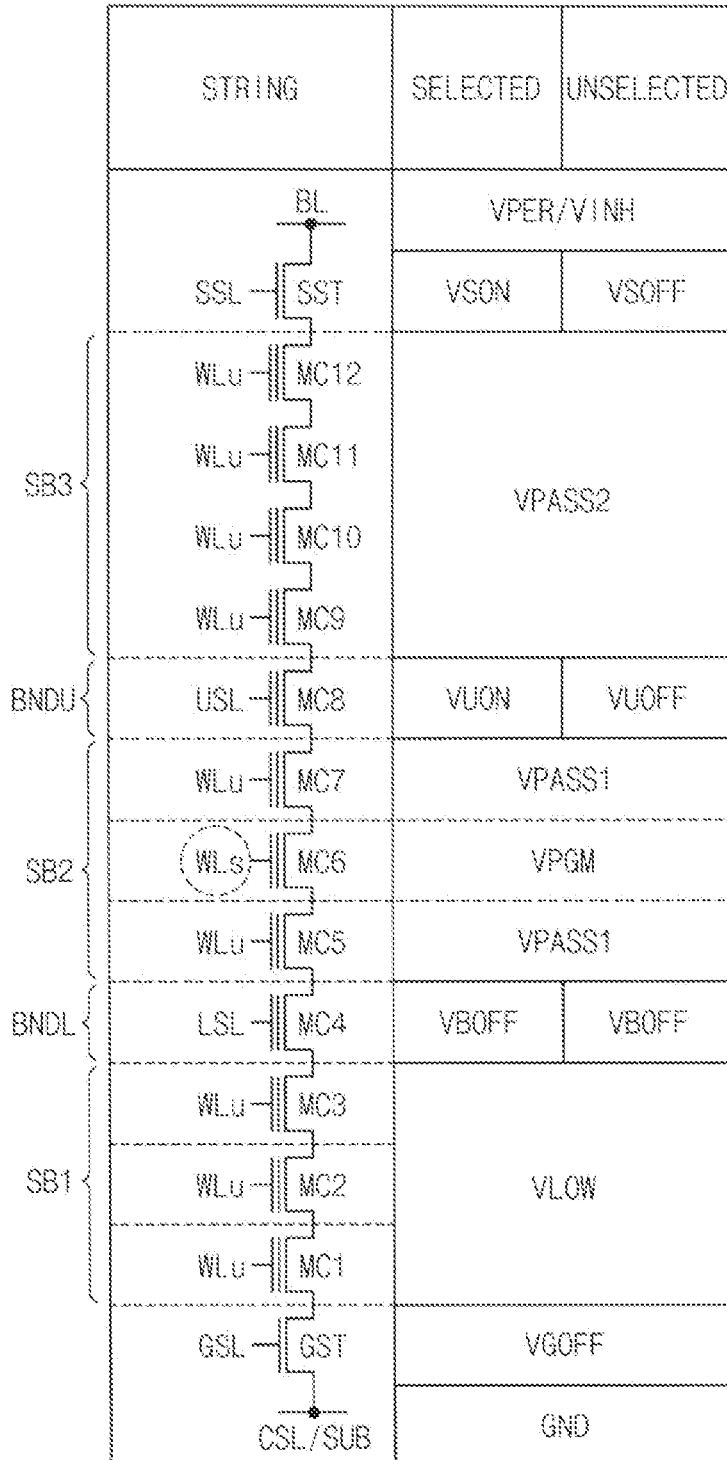 STRING SELECTED UNSELECTED
BL VPER/VINH
SSL SST VSON VSOFF
WLu MC12
WLu MC11
SB3 VPASS2
WLu MC10
WLu MC9
BNDU USL MC8 VUON VUOFF
WLu MC7 VPASS1
SB2 WLs MC6 VPGM
WLu MC5 VPASS1
BNDL LSL MC4 VBOFF VBOFF
WLu MC3
SB1 WLu MC2 VLOW
WLu MC1
GSL GST VGOFF
CSL/SUB GND